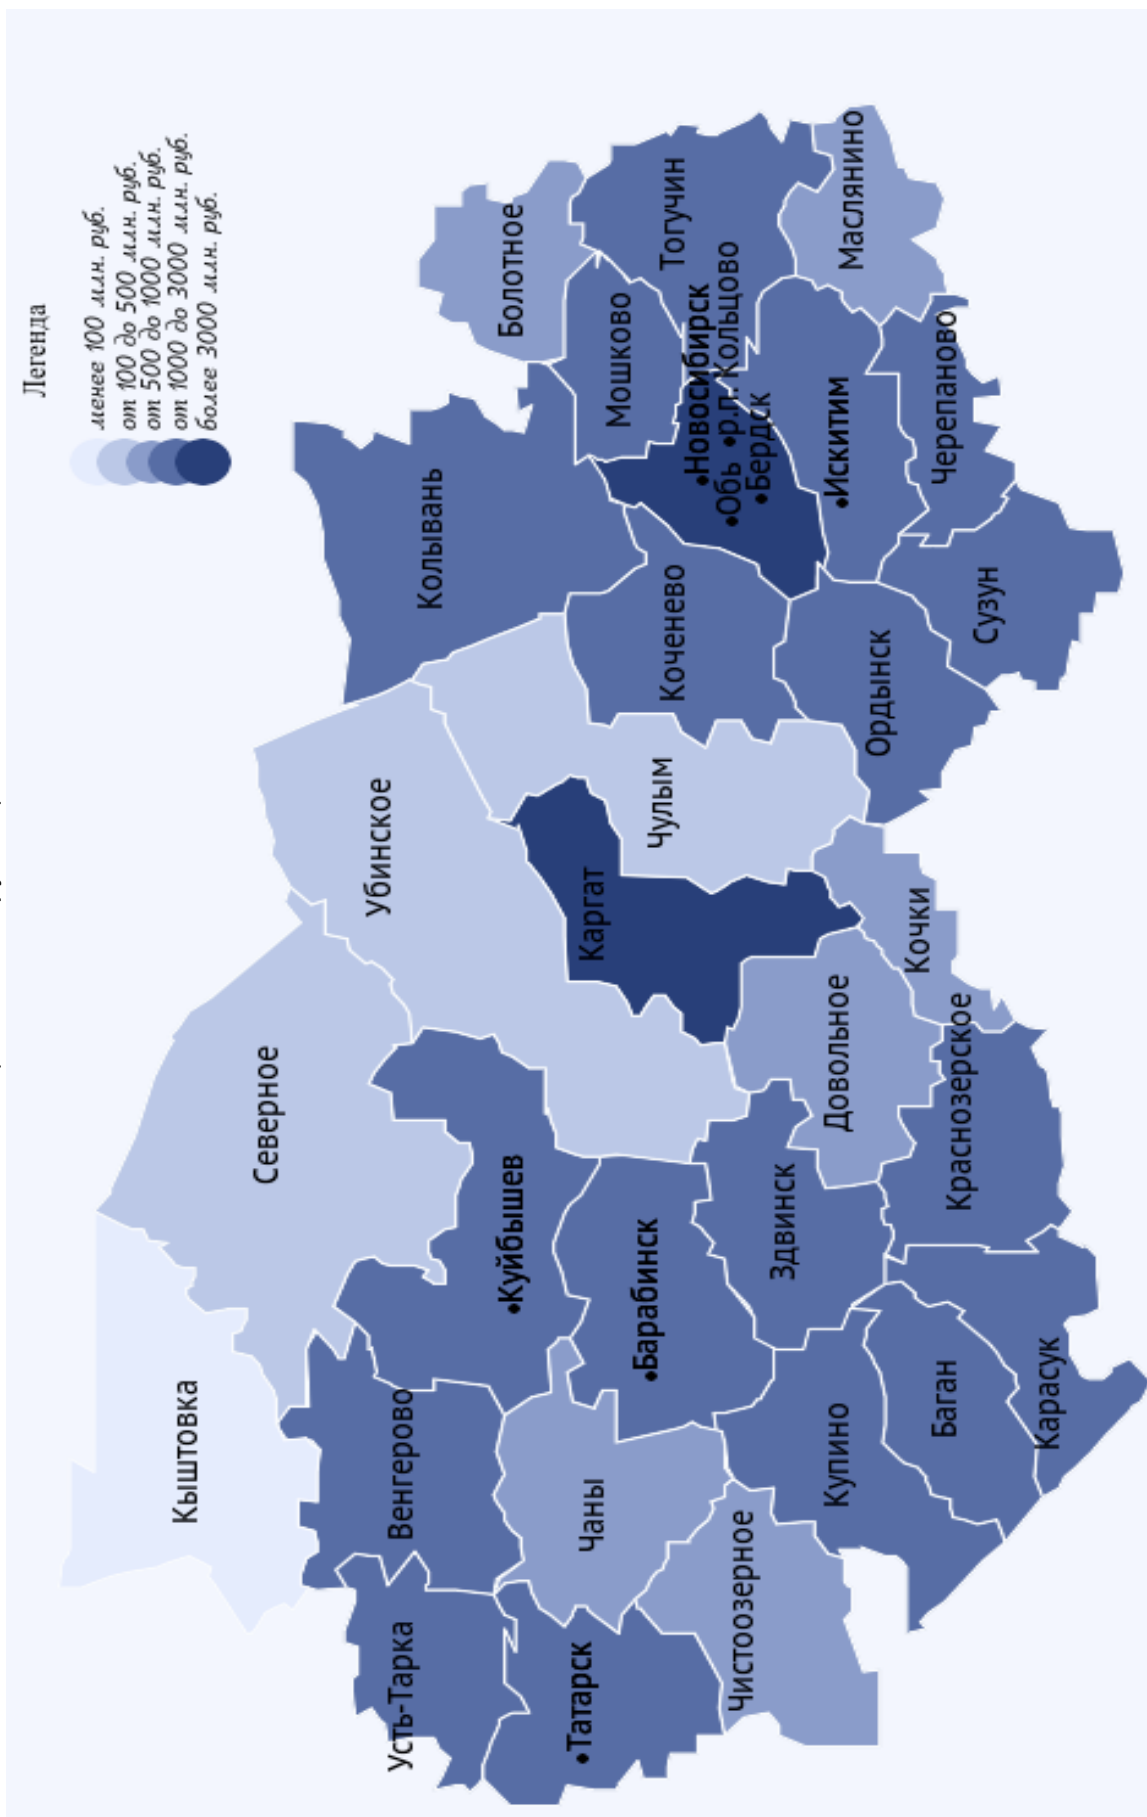 Легенда
менее 100 млн. руб.
от 100 до 500 млн. руб.
от 500 до 1000 млн. руб.
от 1000 до 3000 млн. руб.
более 3000 млн. руб.
Кыштовка
Северное
Убинское
Колывань
Болотное
Усть-Тарка
Венгерово
•Куйбышев
Мошково
Тогучин
•Татарск
Чаны
•Барабинск
Каргат
Чулым
Коченево
•Новосибирск
•Обь •р.п. Кольцово
•Бердск
Чистоозерное
Здвинск
Купино
Довольное
•Искитим
Маслянино
Ордынск
Кочки
Черепаново
Баган
Краснозерское
Сузун
Карасук